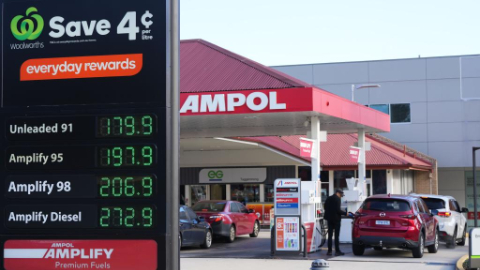 Woolworths
Save 4¢
per litre
everyday rewards
Unleaded 91 179.9
Amplify 95 197.9
Amplify 98 206.9
Amplify Diesel 272.9
AMPOL
AMPLIFY
Premium Fuels
AMPOL